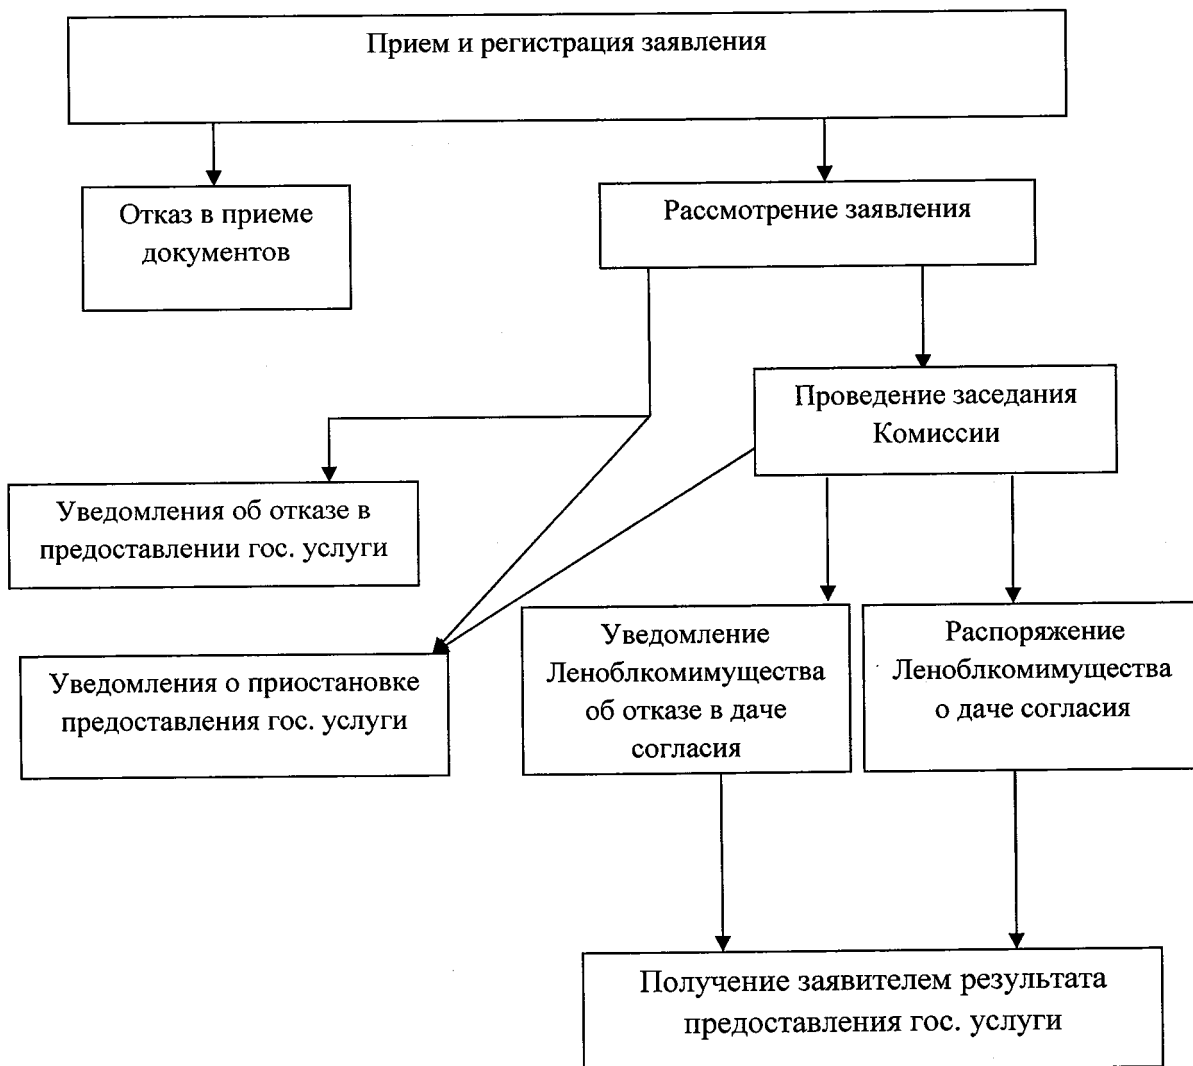 Прием и регистрация заявления
Отказ в приеме
документов
Рассмотрение заявления
Проведение заседания
Комиссии
Уведомления об отказе в
предоставлении гос. услуги
Уведомления о приостановке
предоставления гос. услуги
Уведомление
Леноблкомимущества
об отказе в даче
согласия
Распоряжение
Леноблкомимущества
о даче согласия
Получение заявителем результата
предоставления гос. услуги